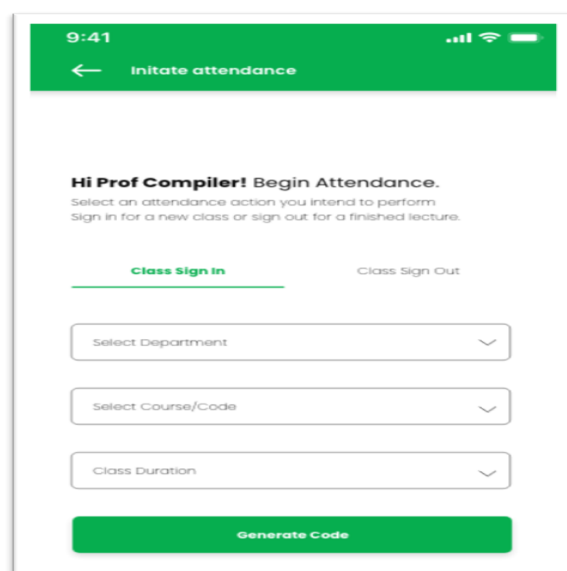 9:41
Initate attendance
Hi Prof Compiler! Begin Attendance.
Select an attendance action you intend to perform
Sign in for a new class or sign out for a finished lecture.
Class Sign In
Class Sign Out
Select Department
Select Course/Code
Class Duration
Generate Code